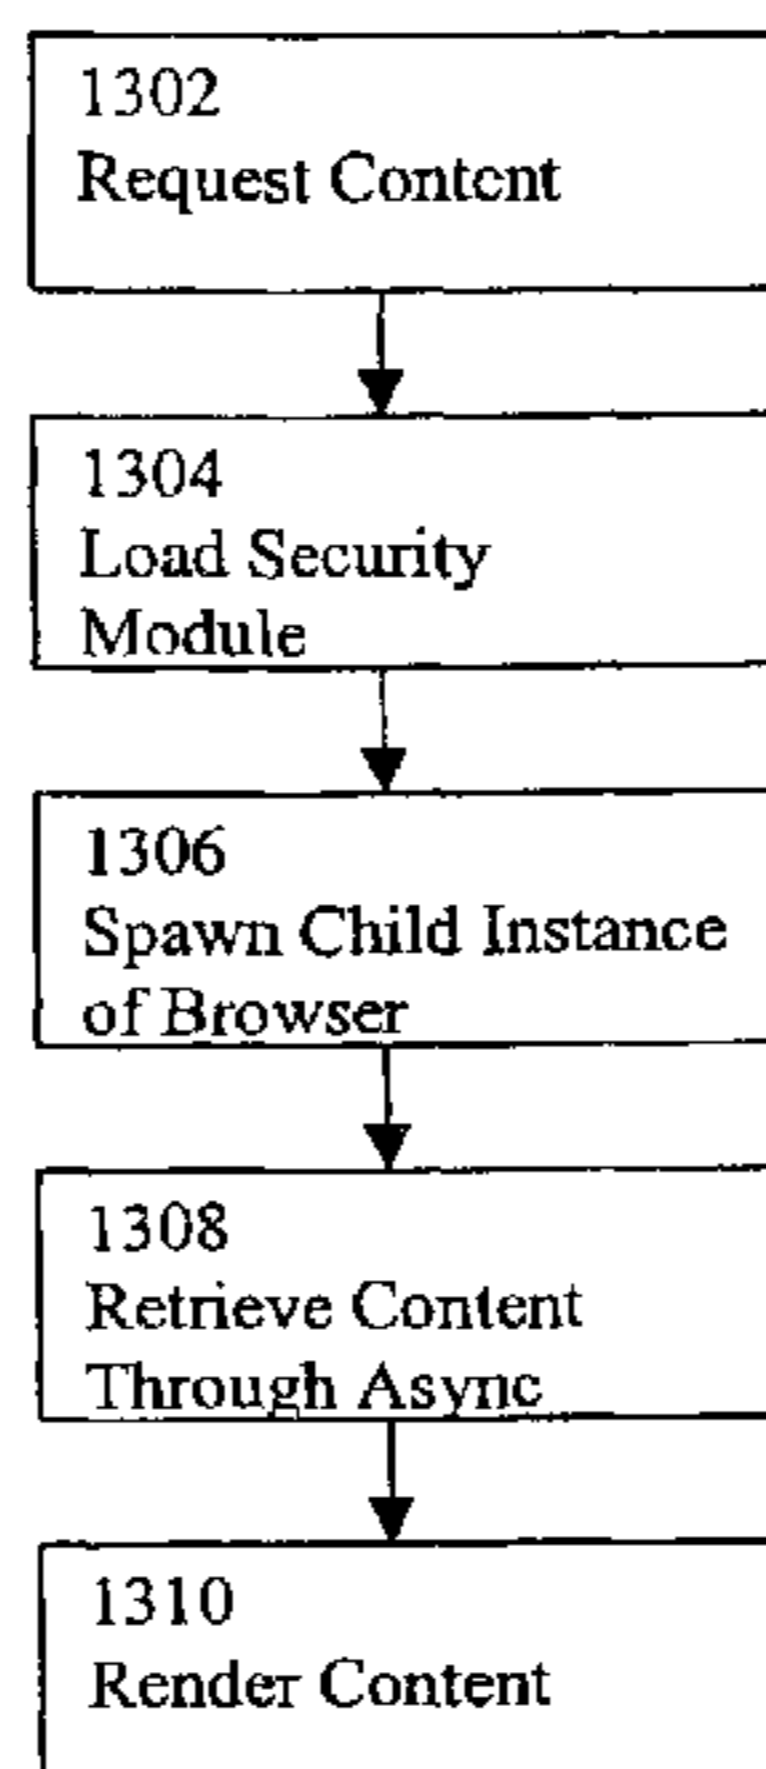 1302
Request Content
1304
Load Security
Module
1306
Spawn Child Instance
of Browser
1308
Retrieve Content
Through Async
1310
Render Content